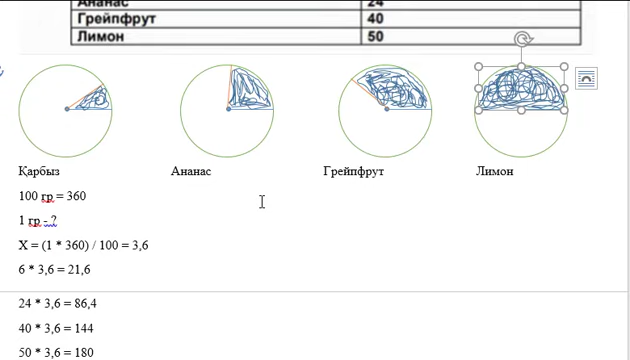 Ананас 24
Грейпфрут 40
Лимон 50
Қарбыз Ананас Грейпфрут Лимон
100 гр = 360
1 гр - ?
X = (1 * 360) / 100 = 3,6
6 * 3,6 = 21,6
24 * 3,6 = 86,4
40 * 3,6 = 144
50 * 3,6 = 180